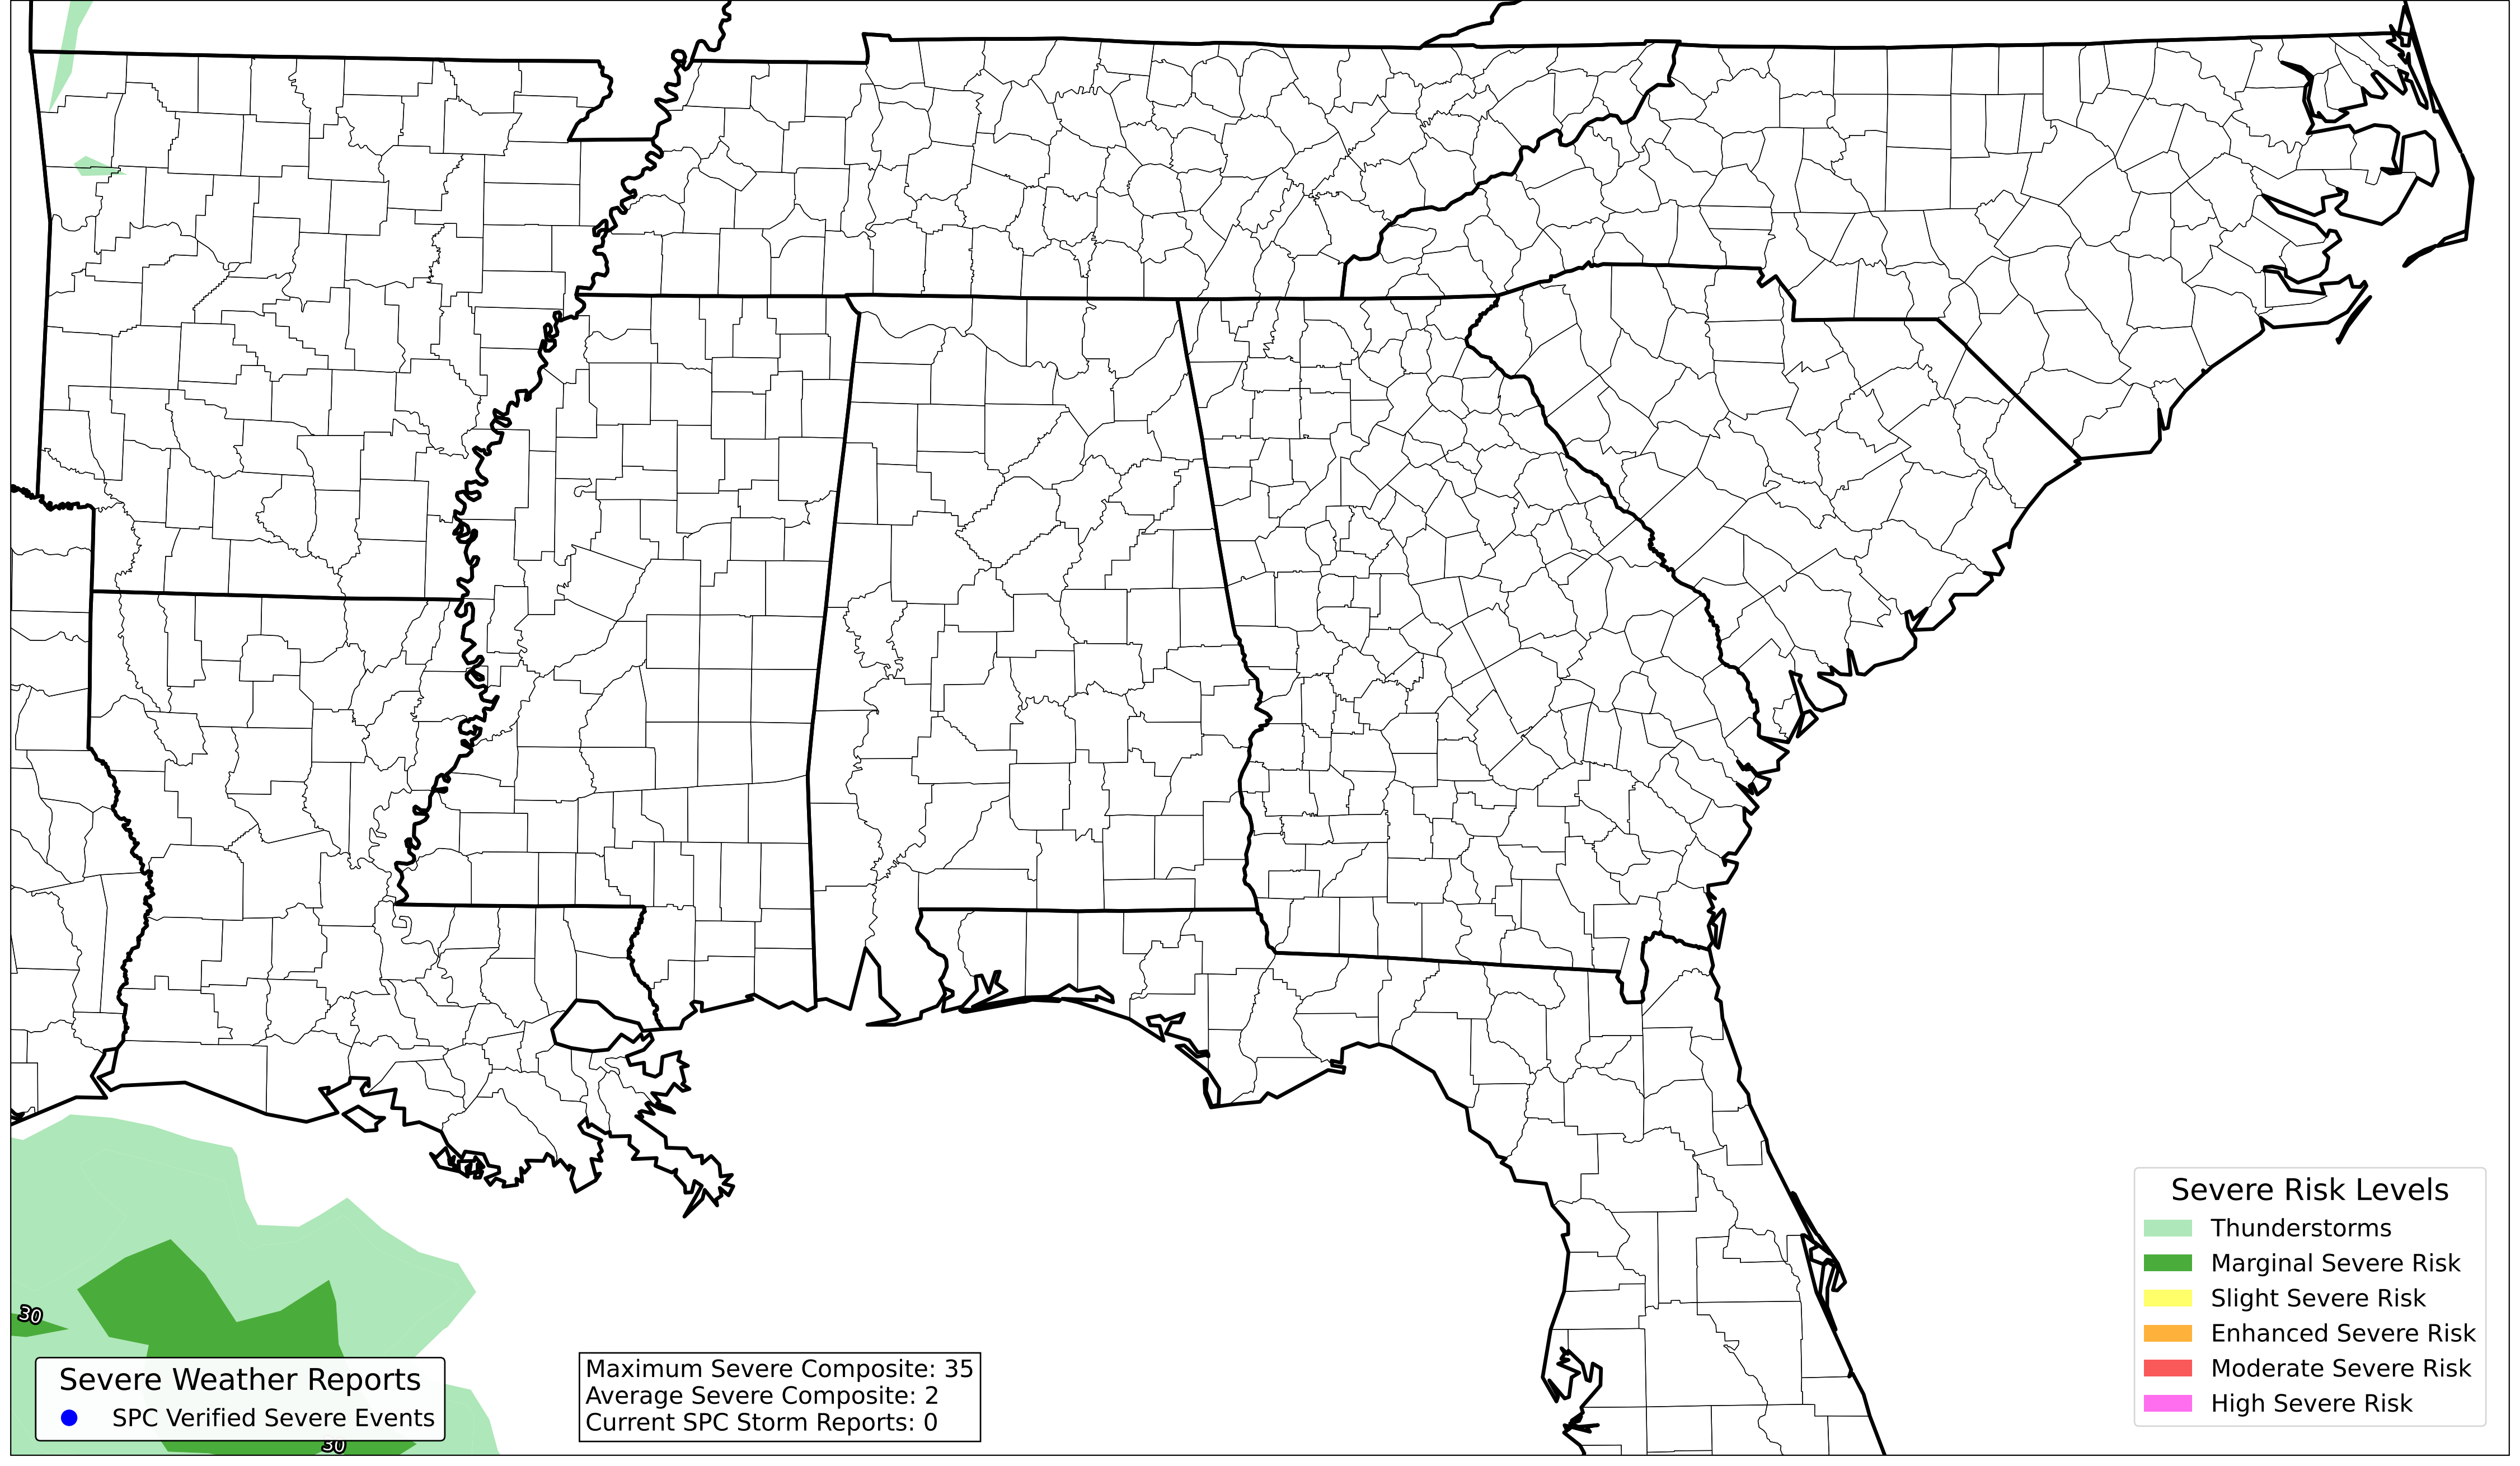 30
Severe Weather Reports
SPC Verified Severe Events
30
Maximum Severe Composite: 35
Average Severe Composite: 2
Current SPC Storm Reports: 0
Severe Risk Levels
Thunderstorms
Marginal Severe Risk
Slight Severe Risk
Enhanced Severe Risk
Moderate Severe Risk
High Severe Risk